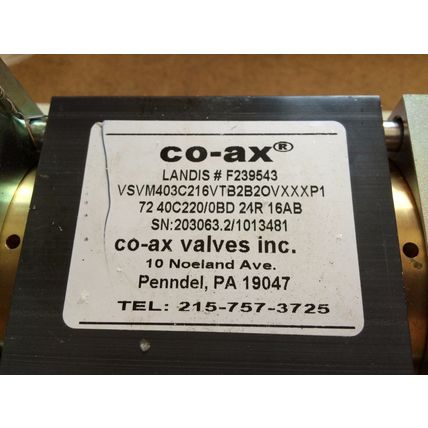 co-ax®
LANDIS # F239543
VSVM403C216VTB2B2OVXXXP1
72 40C220/0BD 24R 16AB
SN:203063.2/1013481
co-ax valves inc.
10 Noeland Ave.
Penndel, PA 19047
TEL: 215-757-3725